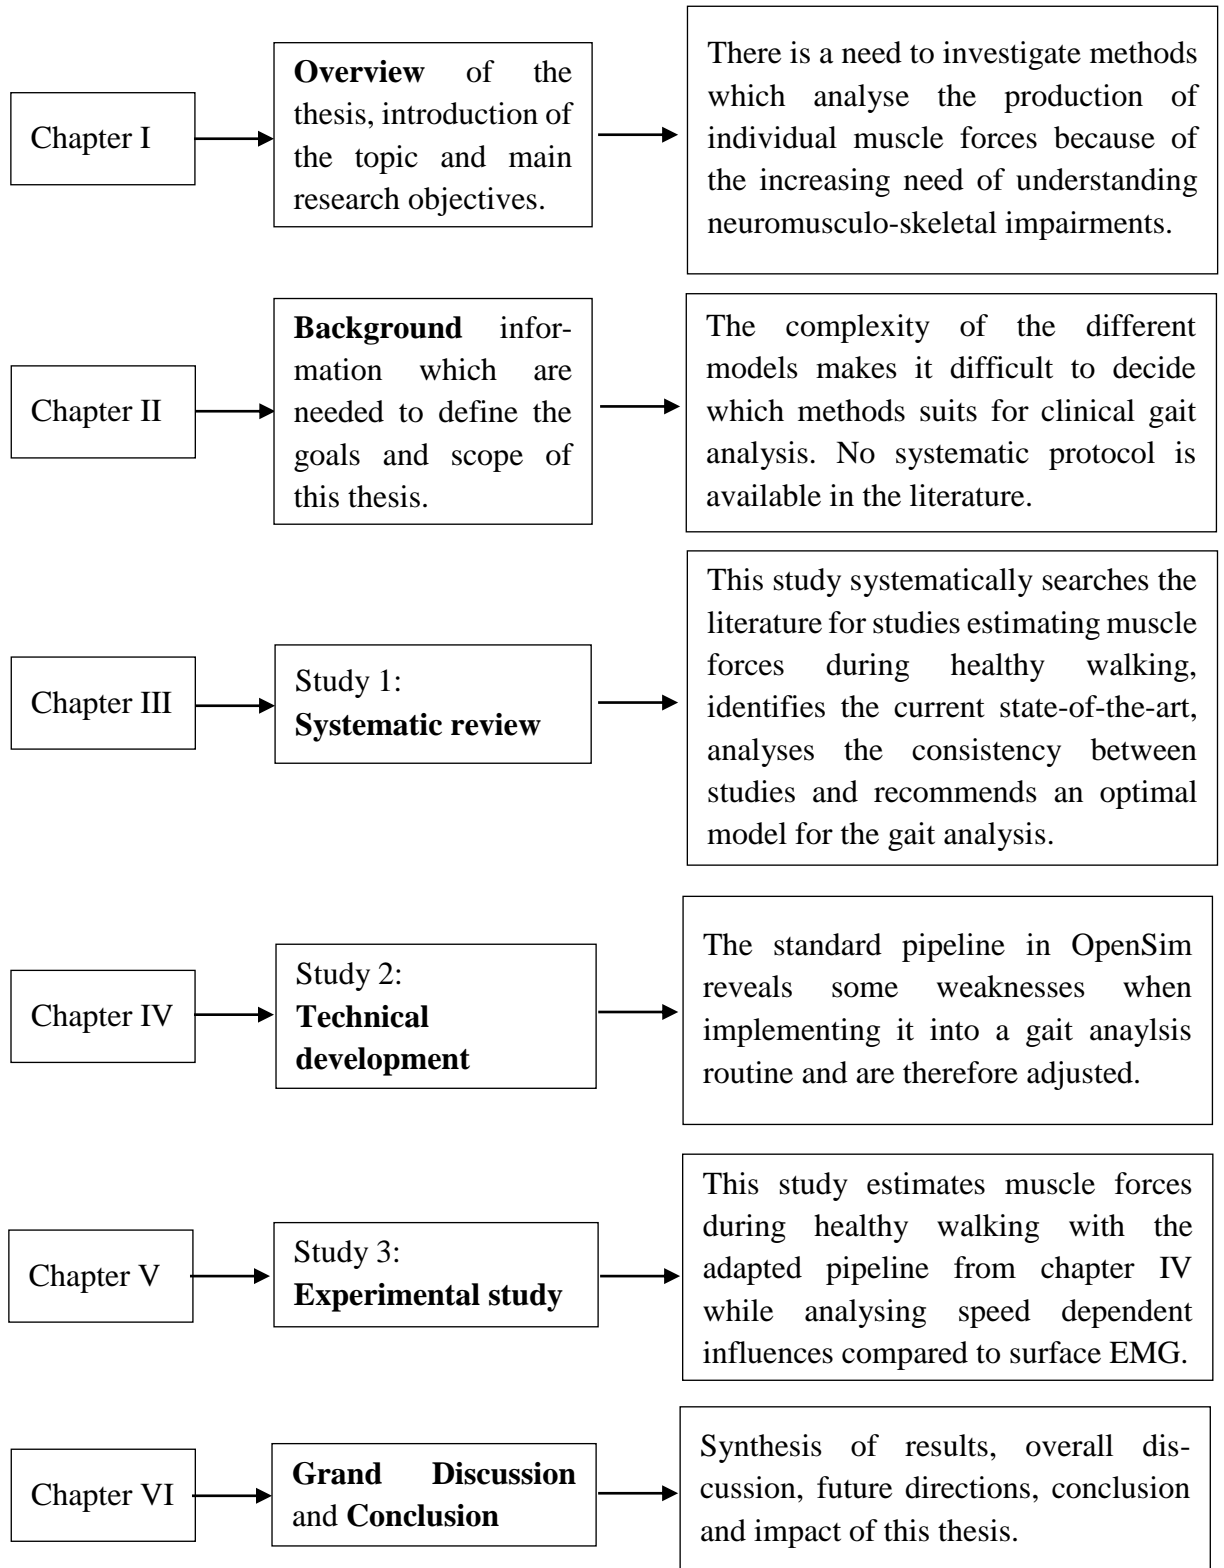 Chapter I
Overview of the
thesis, introduction of
the topic and main
research objectives.
There is a need to investigate methods
which analyse the production of
individual muscle forces because of
the increasing need of understanding
neuromusculo-skeletal impairments.
Chapter II
Background infor-
mation which are
needed to define the
goals and scope of
this thesis.
The complexity of the different
models makes it difficult to decide
which methods suits for clinical gait
analysis. No systematic protocol is
available in the literature.
Chapter III
Study 1:
Systematic review
This study systematically searches the
literature for studies estimating muscle
forces during healthy walking,
identifies the current state-of-the-art,
analyses the consistency between
studies and recommends an optimal
model for the gait analysis.
Chapter IV
Study 2:
Technical
development
The standard pipeline in OpenSim
reveals some weaknesses when
implementing it into a gait anaylsis
routine and are therefore adjusted.
Chapter V
Study 3:
Experimental study
This study estimates muscle forces
during healthy walking with the
adapted pipeline from chapter IV
while analysing speed dependent
influences compared to surface EMG.
Chapter VI
Grand Discussion
and Conclusion
Synthesis of results, overall dis-
cussion, future directions, conclusion
and impact of this thesis.